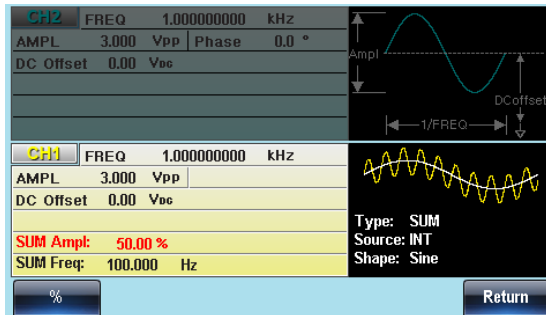 CH2 FREQ 1.000000000 kHz
AMPL 3.000 Vpp Phase 0.0 °
DC Offset 0.00 VDC
Ampl
DCoffset
1/FREQ
CH1 FREQ 1.000000000 kHz
AMPL 3.000 Vpp
DC Offset 0.00 VDC
SUM Ampl: 50.00 %
SUM Freq: 100.000 Hz
Type: SUM
Source: INT
Shape: Sine
% Return